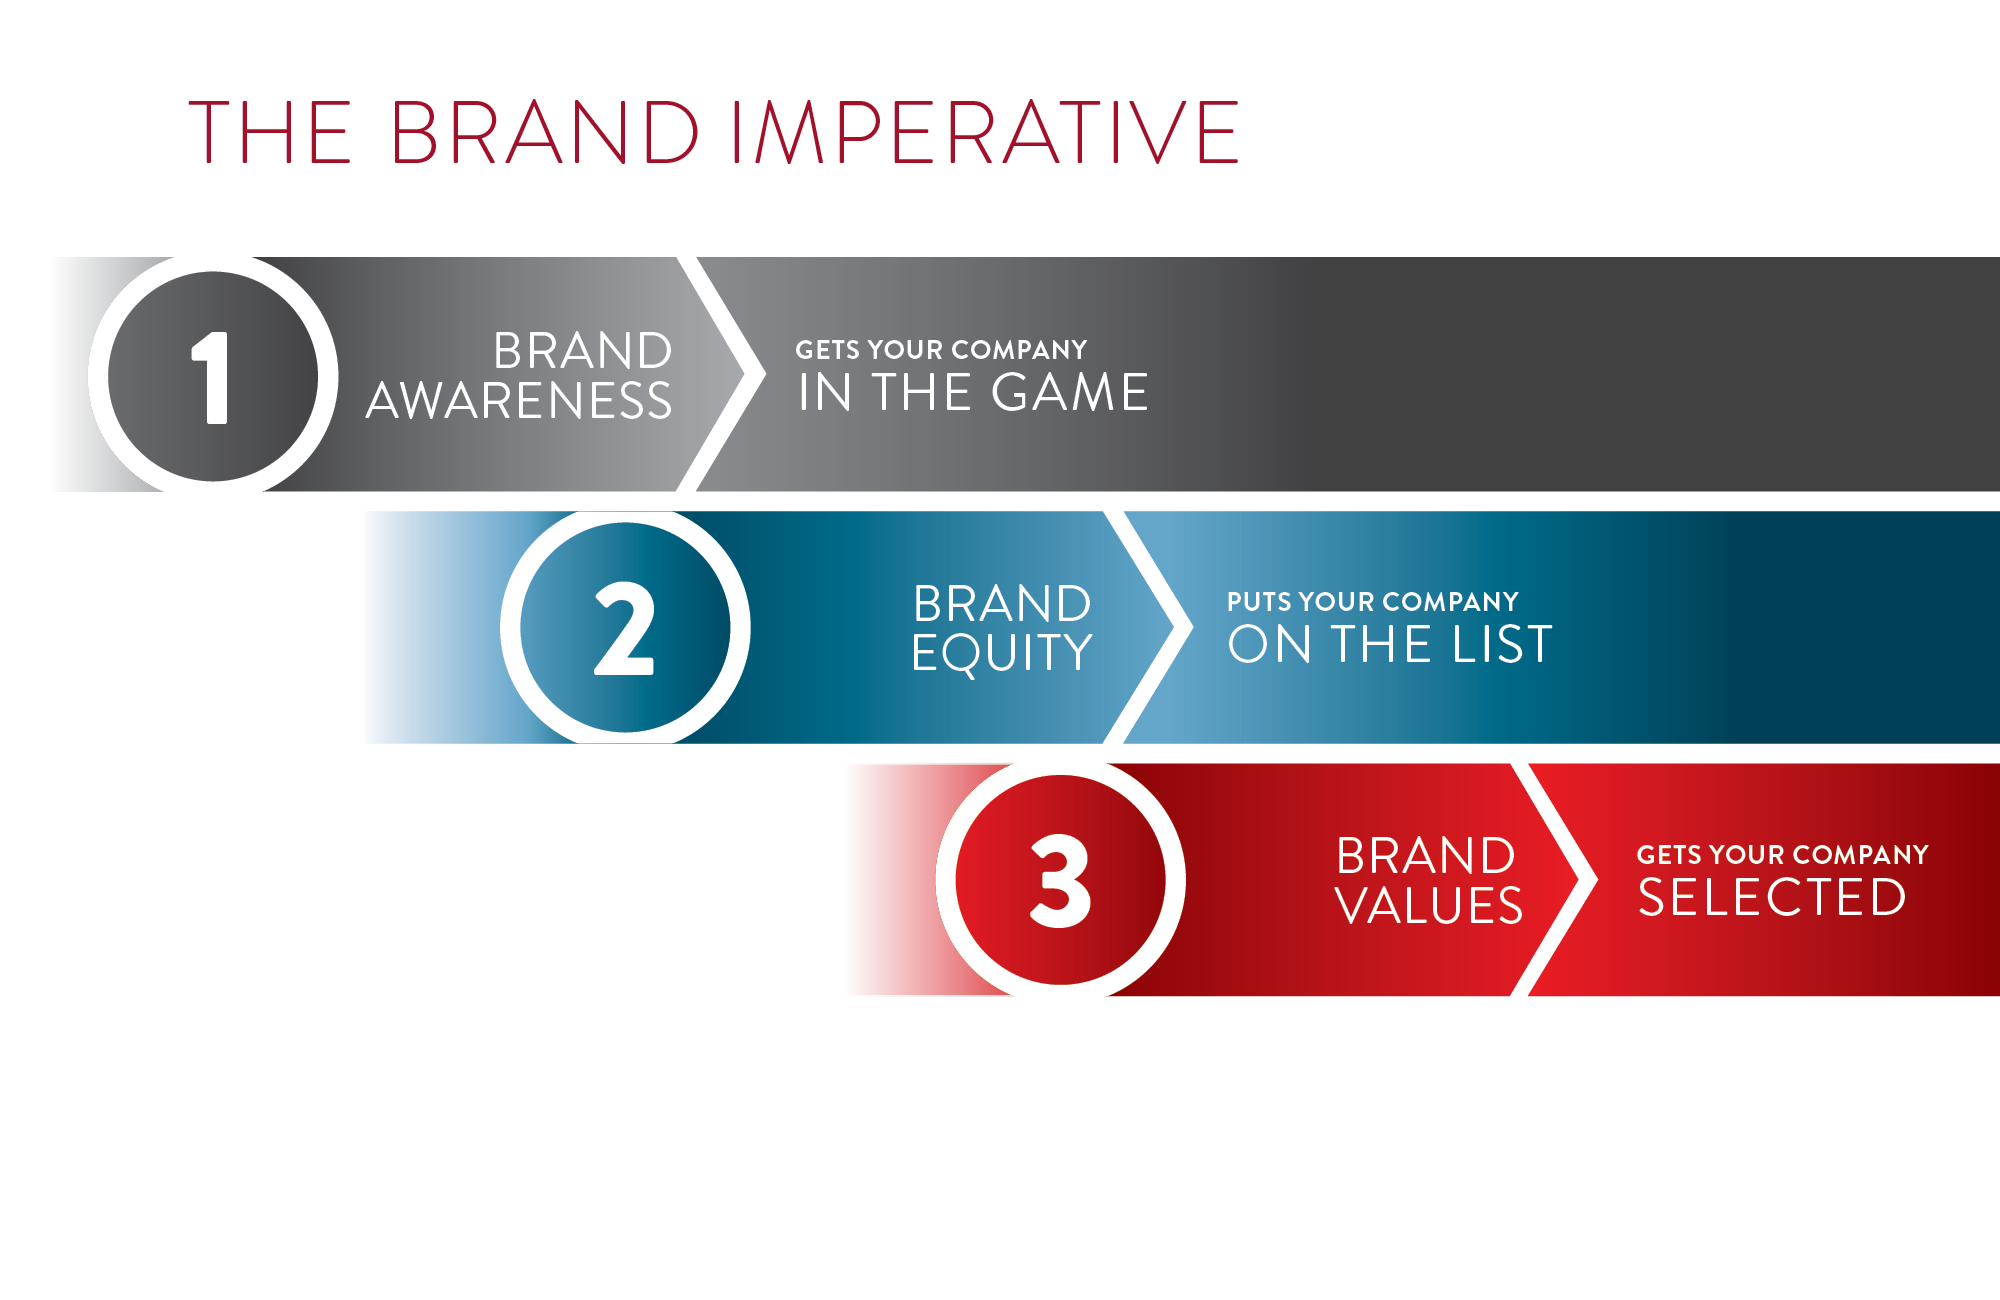 THE BRAND IMPERATIVE
1
BRAND
AWARENESS
GETS YOUR COMPANY
IN THE GAME
2
BRAND
EQUITY
PUTS YOUR COMPANY
ON THE LIST
3
BRAND
VALUES
GETS YOUR COMPANY
SELECTED